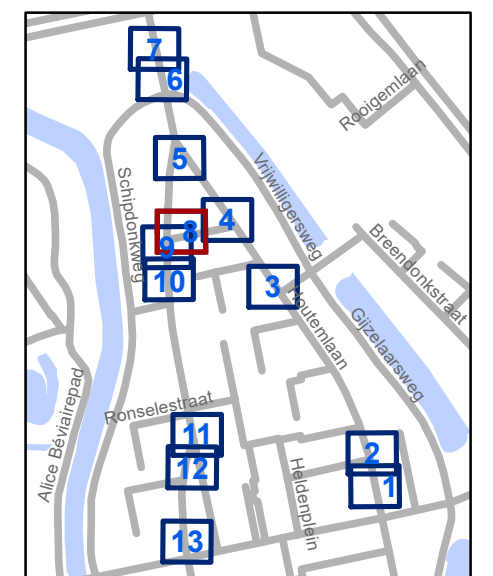 7
6
Rooigemlaan
5
Vrijwilligersweg
Schipdonkweg
4
8
9
Breendonkstraat
10
3
Houtemlaan
Gijzelaarsweg
Alice Béviairepad
Ronselestraat
11
2
12
1
Heldenplein
13